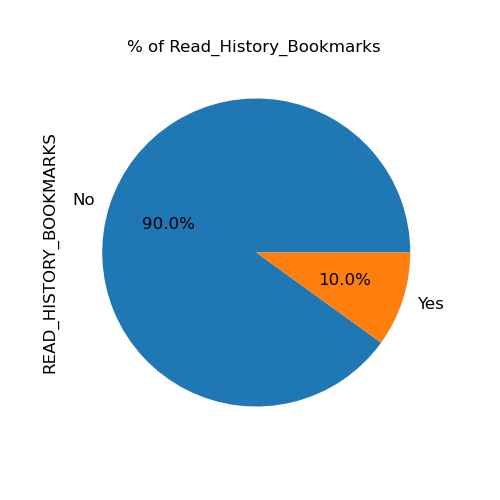 % of Read_History_Bookmarks
READ_HISTORY_BOOKMARKS
No
90.0%
10.0%
Yes